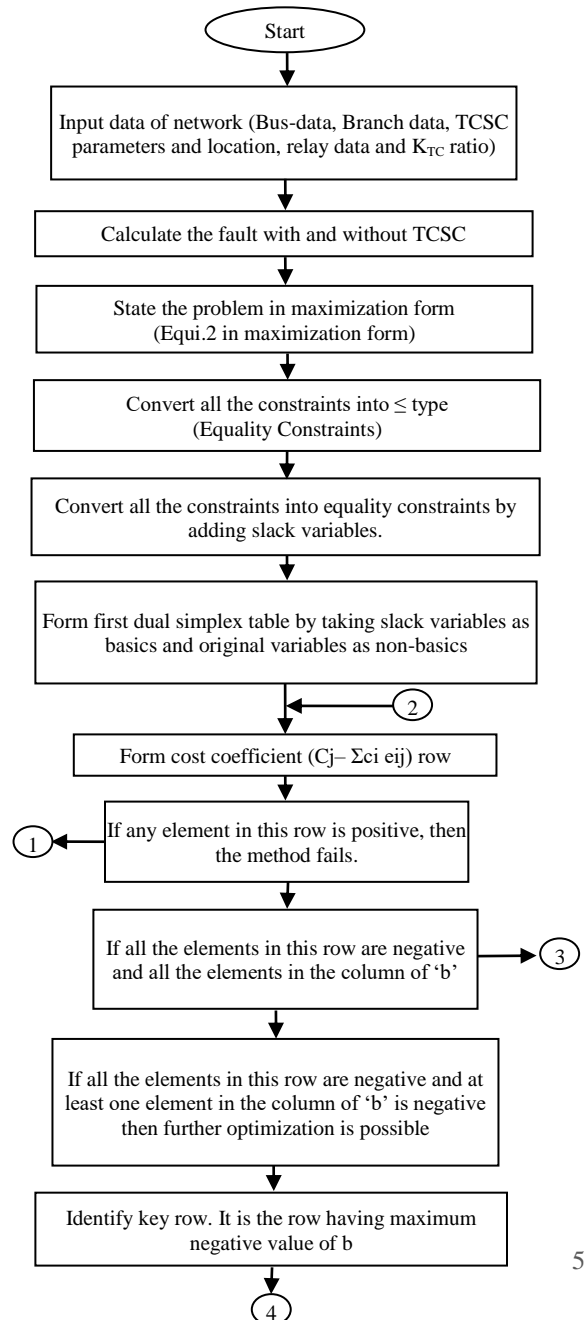 Start
Input data of network (Bus-data, Branch data, TCSC
parameters and location, relay data and KTC ratio)
Calculate the fault with and without TCSC
State the problem in maximization form
(Equi.2 in maximization form)
Convert all the constraints into ≤ type
(Equality Constraints)
Convert all the constraints into equality constraints by
adding slack variables.
Form first dual simplex table by taking slack variables as
basics and original variables as non-basics
2
Form cost coefficient (Cj– Σci eij) row
If any element in this row is positive, then
the method fails.
1
If all the elements in this row are negative
and all the elements in the column of ‘b’
3
If all the elements in this row are negative and at
least one element in the column of ‘b’ is negative
then further optimization is possible
Identify key row. It is the row having maximum
negative value of b
5
4